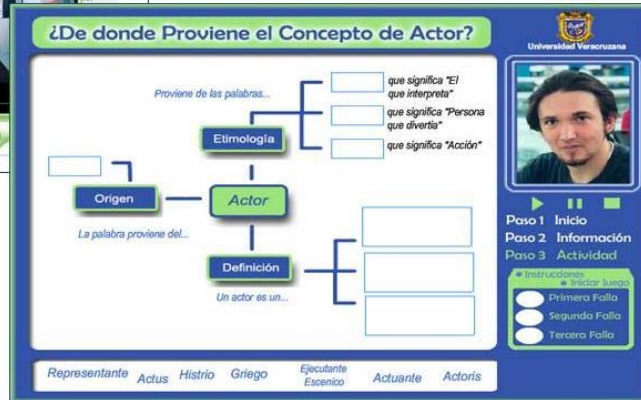 ¿De donde Proviene el Concepto de Actor?
Universidad Veracruzana
Proviene de las palabras...
que significa "El
que interpreta"
que significa "Persona
que divertia"
que significa "Acción"
Etimología
Origen
Actor
La palabra proviene del...
Definición
Un actor es un...
Paso 1 Inicio
Paso 2 Información
Paso 3 Actividad
Instrucciones
Iniciar Juego
Primera Falla
Segunda Falla
Tercera Falla
Representante Actus Histrio Griego Ejecutante
Escenico Actuante Actoris